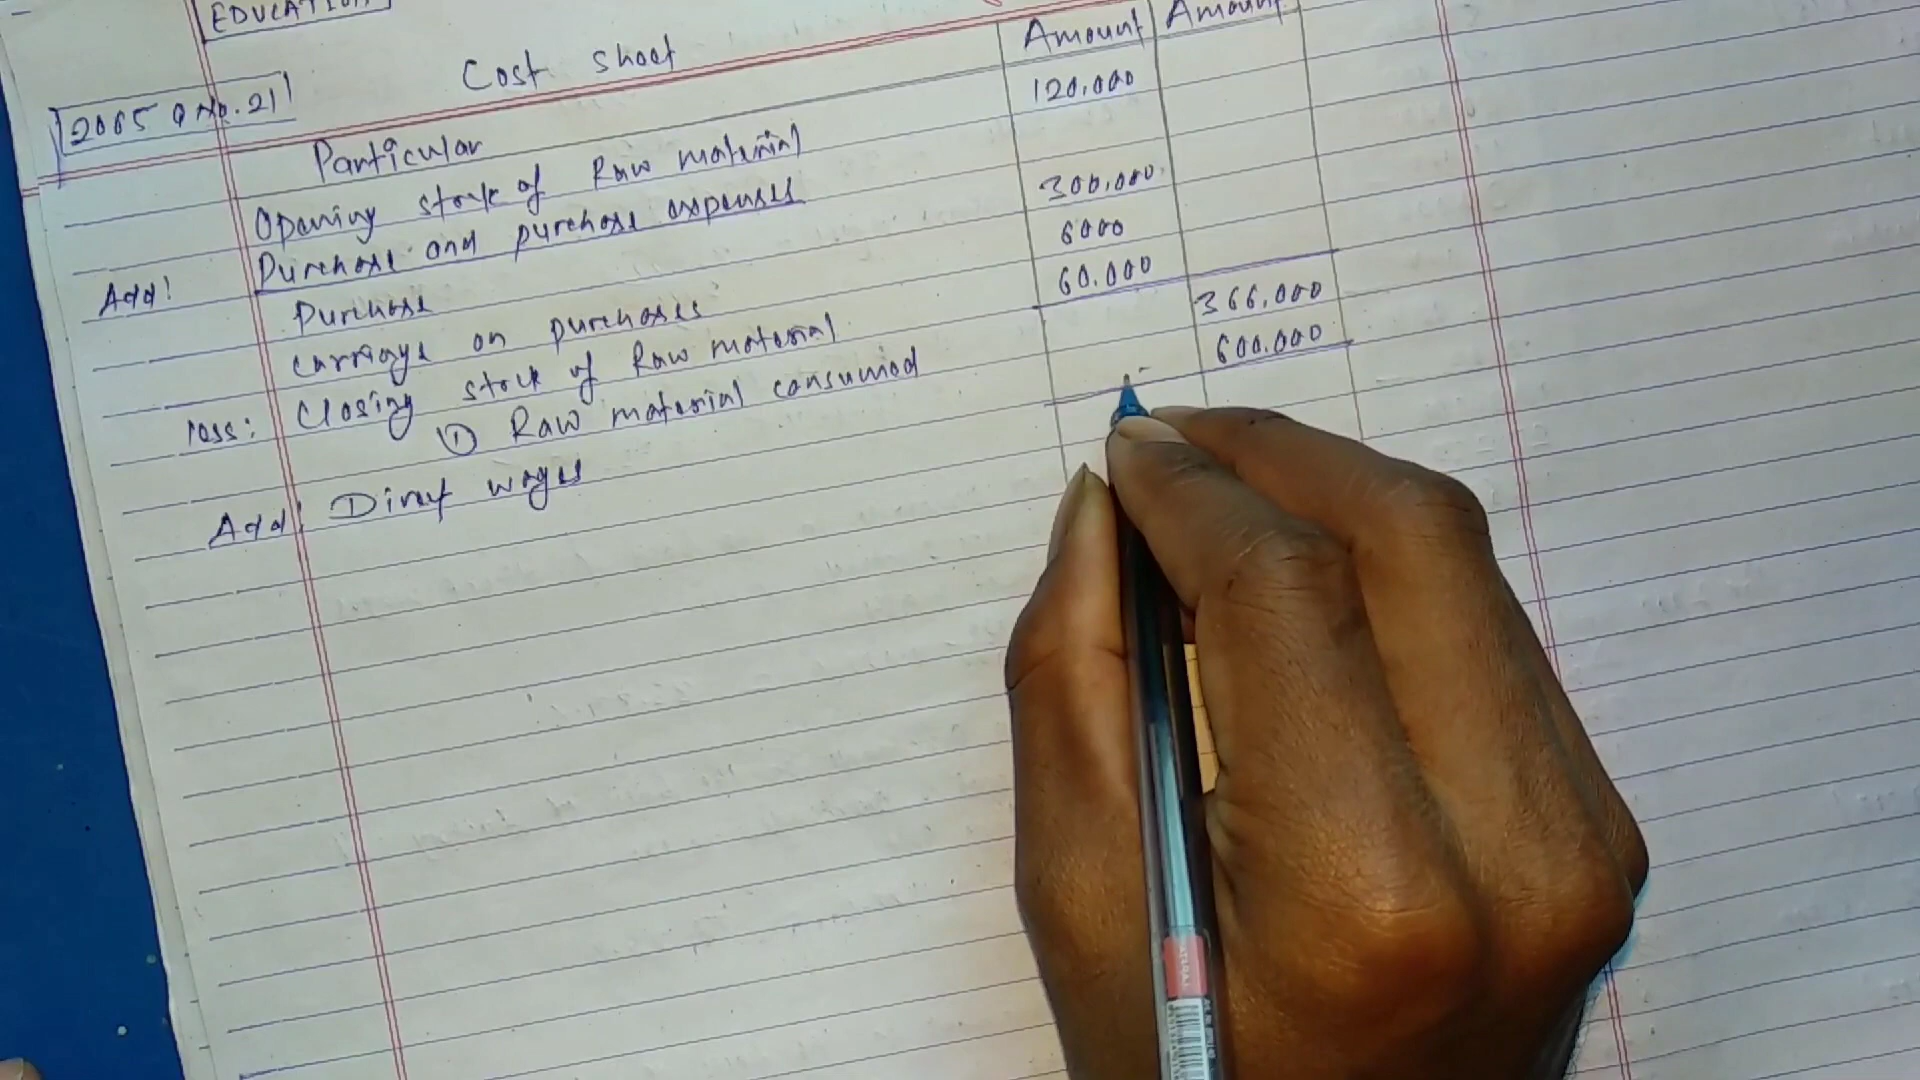 EDUCATION
Cost sheet
2065 Q No. 21
Particular Amount Amount
Opening stock of Raw material 120,000
Add: Purchase and purchase expenses
Purchase 300,000
Carriage on purchases 6000
less: Closing stock of Raw material 60,000
① Raw material consumed 366,000
Add: Direct wages 600,000